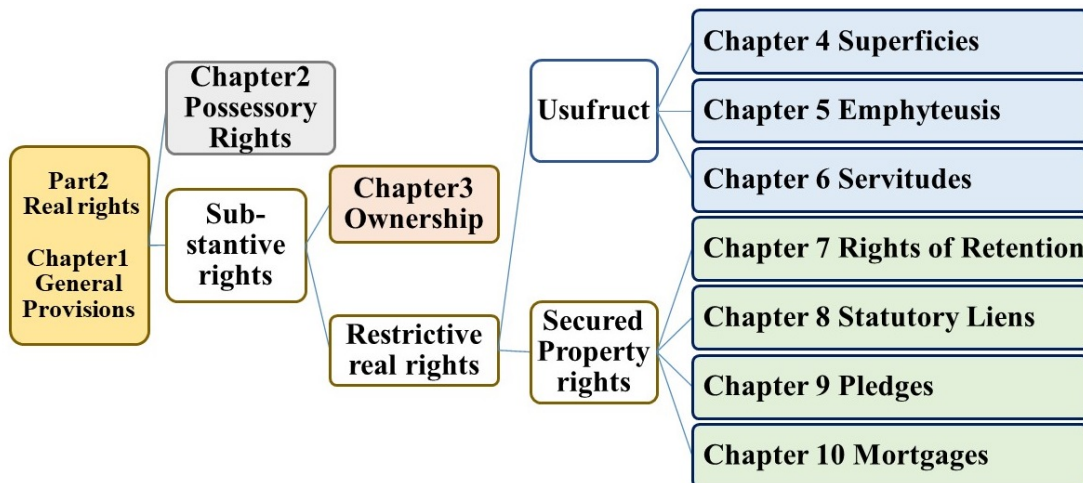 Part2
Real rights
Chapter1
General
Provisions
Chapter2
Possessory
Rights
Sub-
stantive
rights
Chapter3
Ownership
Restrictive
real rights
Usufruct
Secured
Property
rights
Chapter 4 Superficies
Chapter 5 Emphyteusis
Chapter 6 Servitudes
Chapter 7 Rights of Retention
Chapter 8 Statutory Liens
Chapter 9 Pledges
Chapter 10 Mortgages